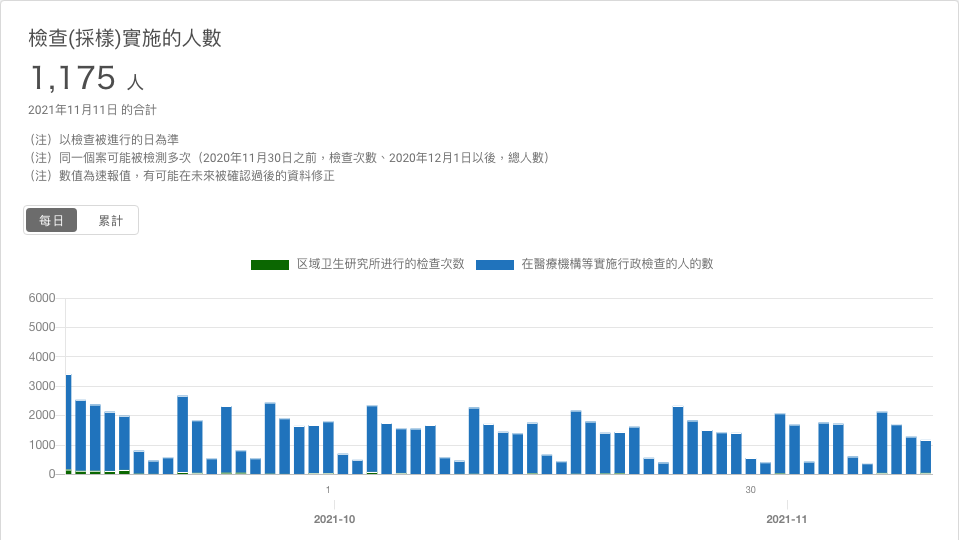 檢查(採樣)實施的人數
1,175 人
2021年11月11日 的合計
（注）以檢查被進行的日為準
（注）同一個案可能被檢測多次（2020年11月30日之前，檢查次數、2020年12月1日以後，總人數）
（注）數值為速報值，有可能在未來被確認過後的資料修正
每日 累計
区域卫生研究所进行的检查次数 在醫療機構等實施行政檢查的人的數
6000
5000
4000
3000
2000
1000
0
1 30
2021-10 2021-11